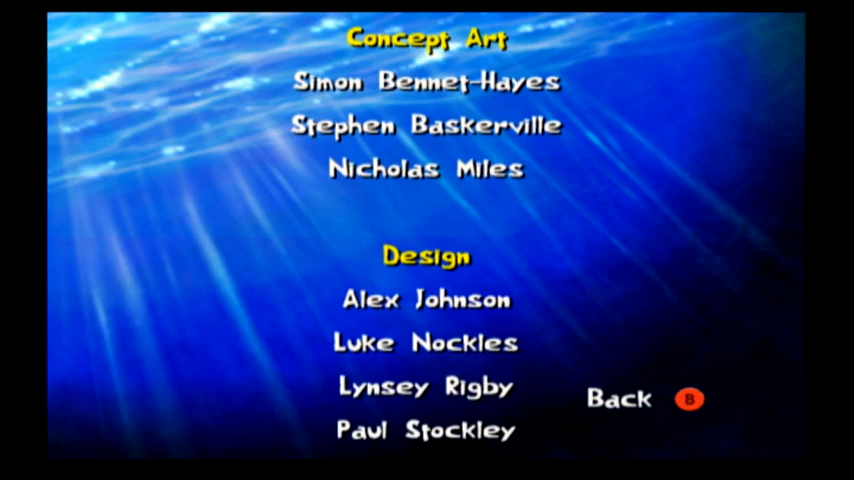 Concept Art
Simon Bennet-Hayes
Stephen Baskerville
Nicholas Miles
Design
Alex Johnson
Luke Nockles
Lynsey Rigby
Back B
Paul Stockley